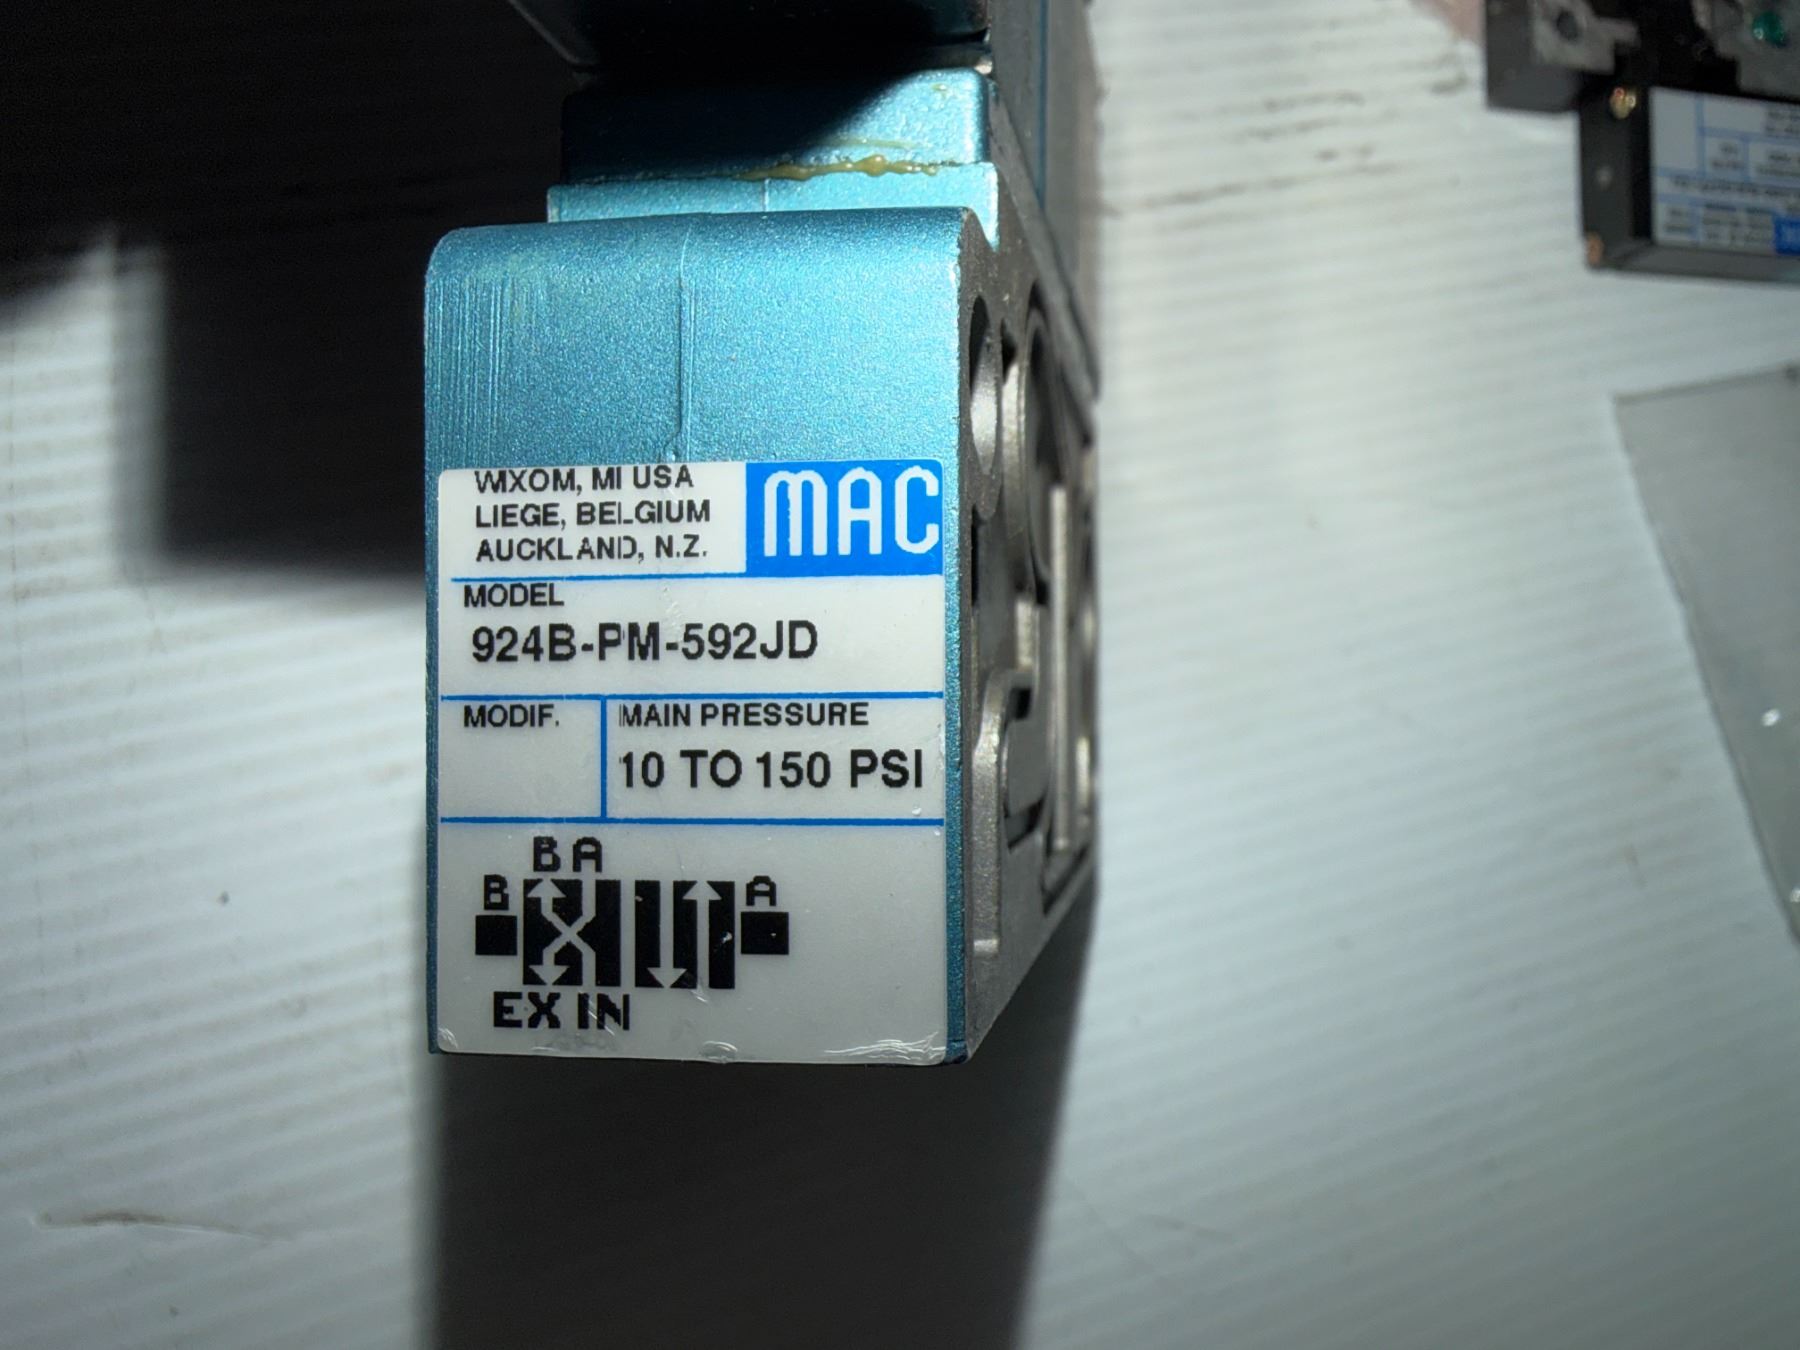 WIXOM, MI USA
LIEGE, BELGIUM
AUCKLAND, N.Z.
MAC
MODEL
924B-PM-592JD
MODIF.
MAIN PRESSURE
10 TO 150 PSI
B A
B
A
EX IN